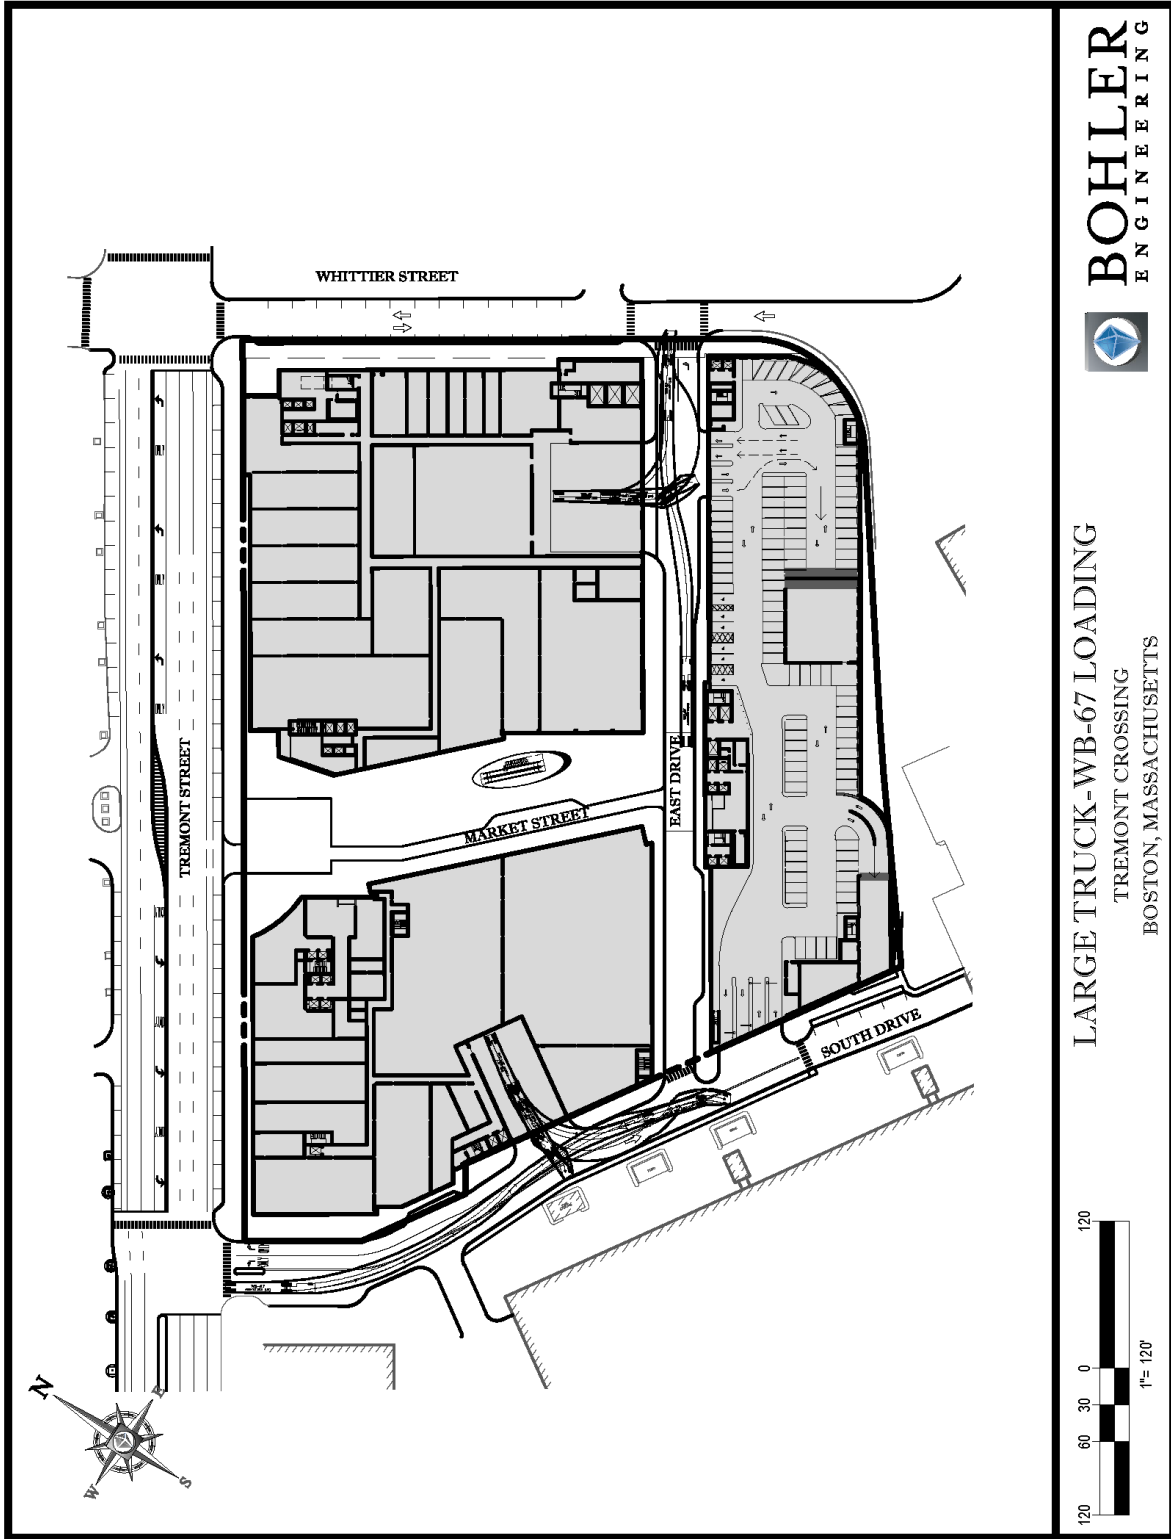 WHITTIER STREET
TREMONT STREET
MARKET STREET
EAST DRIVE
SOUTH DRIVE
N
E
S
W
LARGE TRUCK-WB-67 LOADING
TREMONT CROSSING
BOSTON, MASSACHUSETTS
BOHLER
ENGINEERING
120 60 30 0 120
1"= 120'